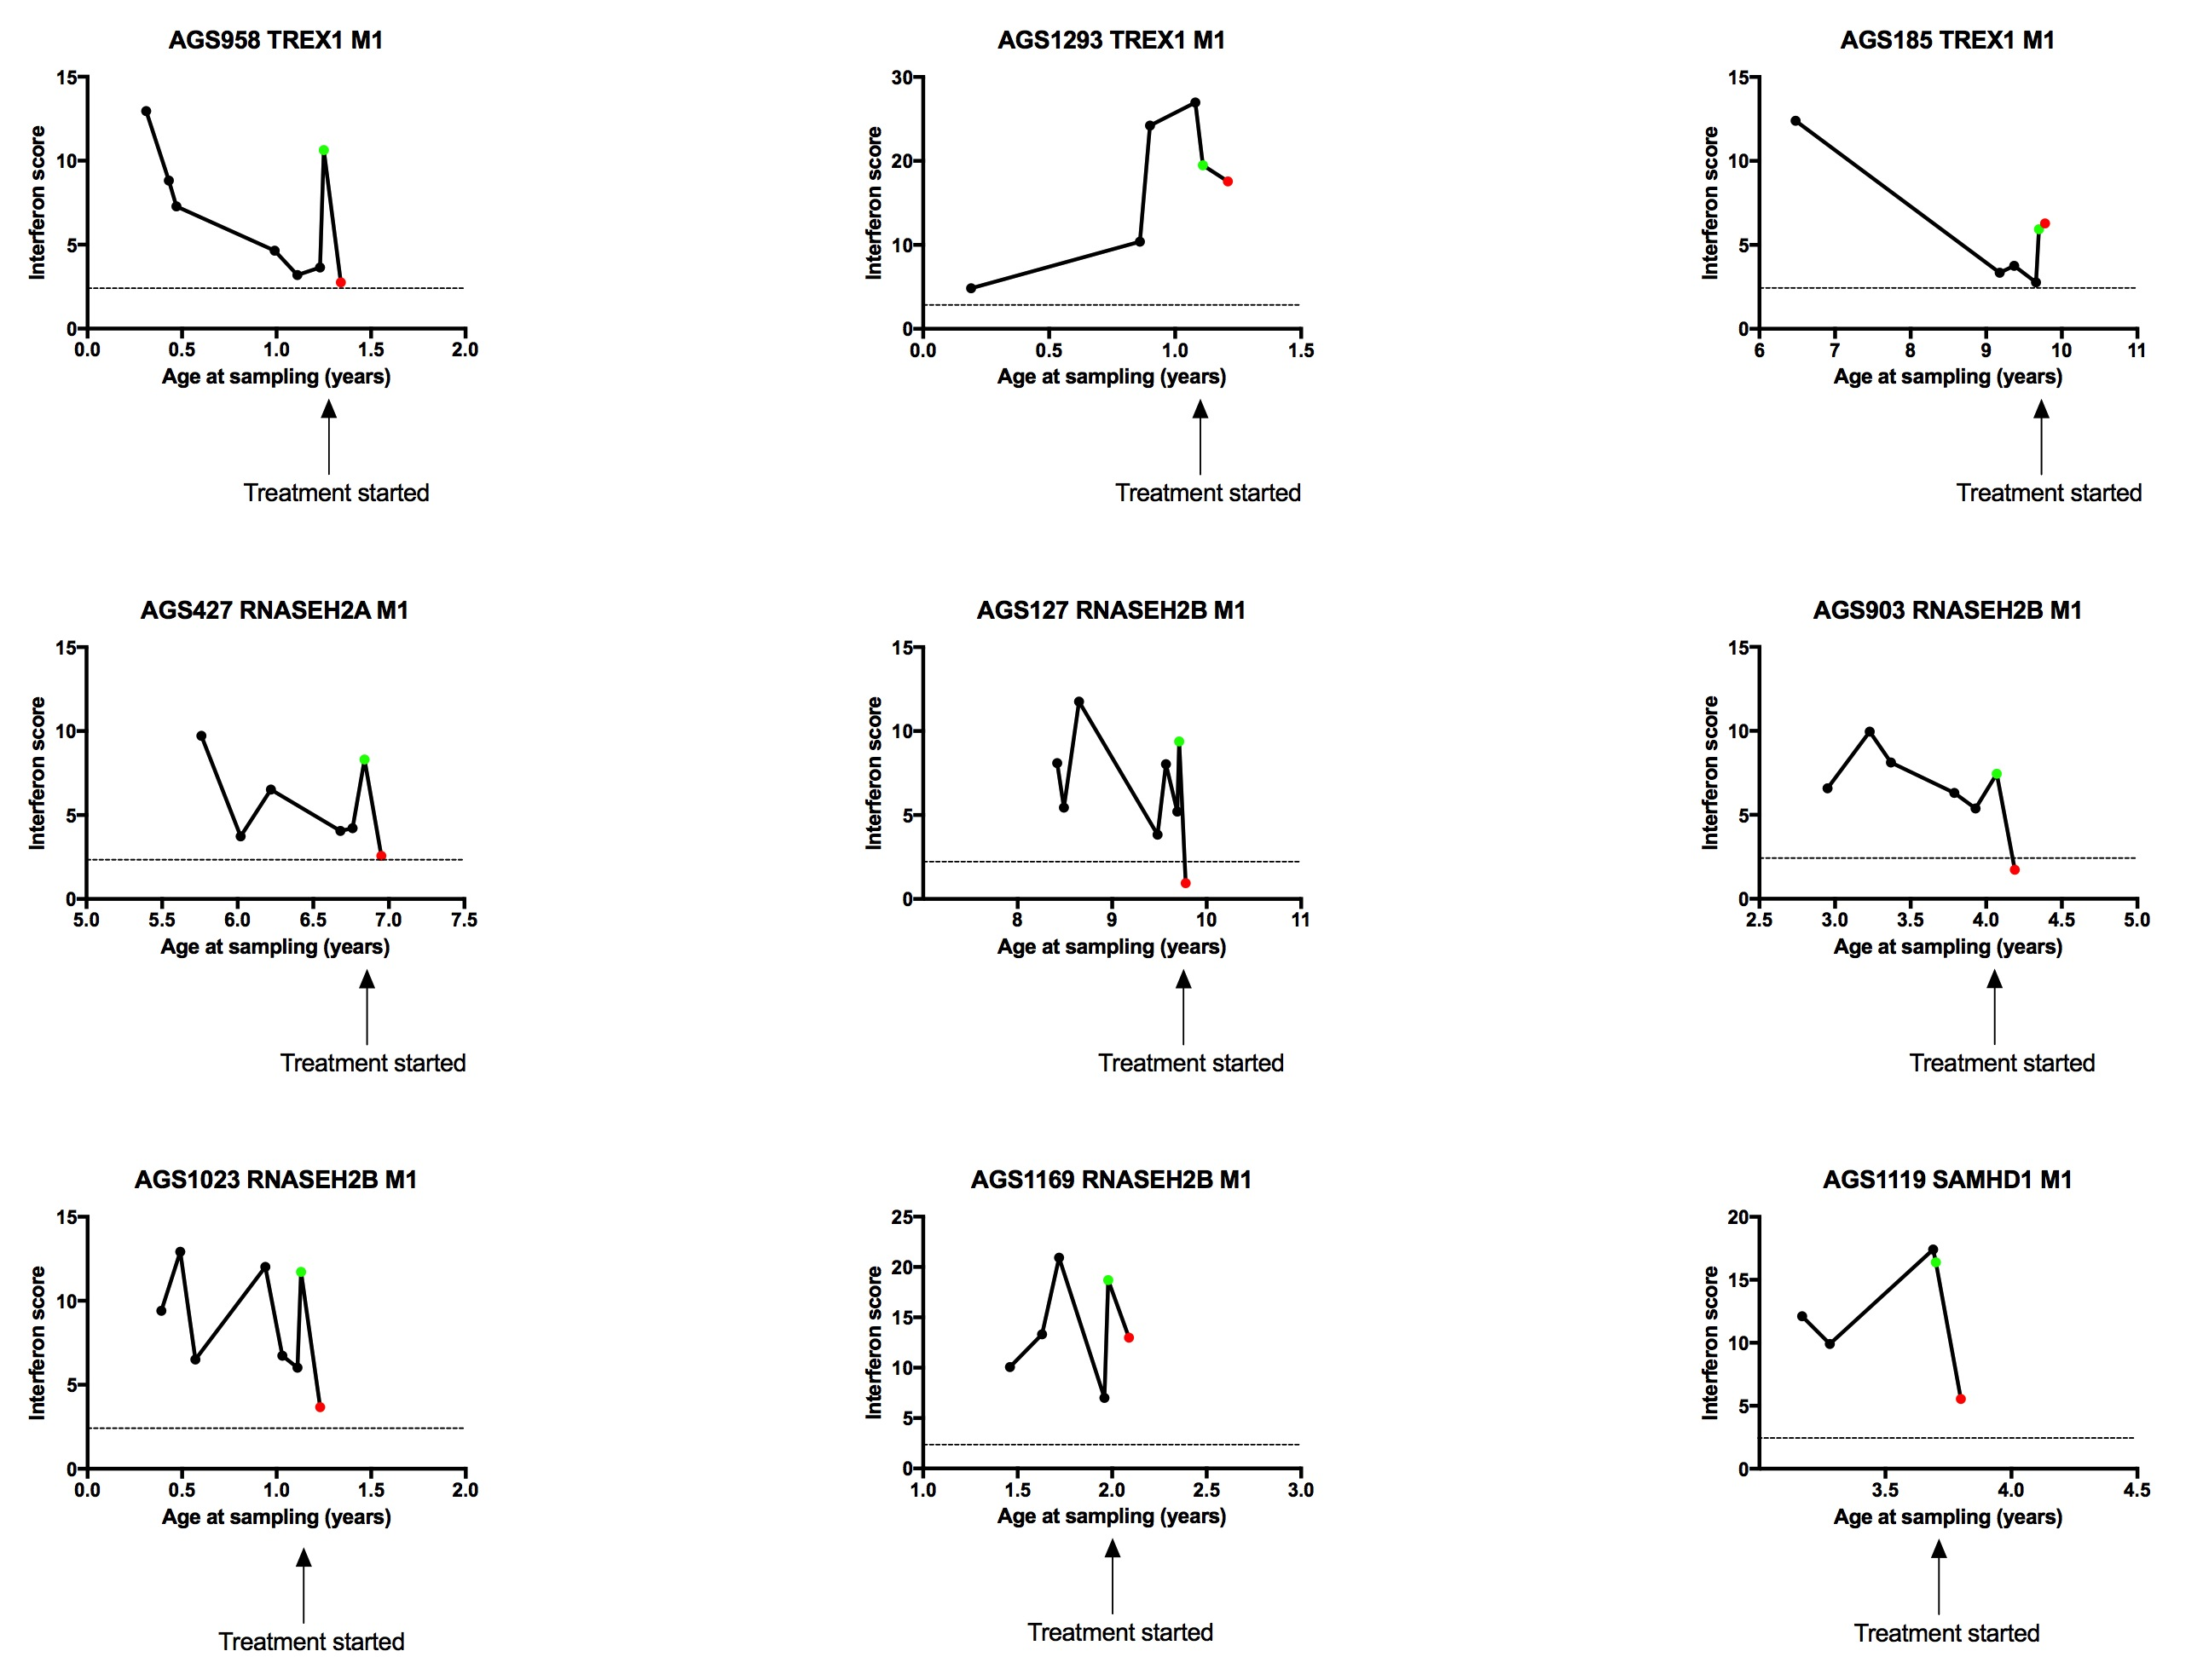 AGS958 TREX1 M1
Interferon score
15
10
5
0
0.0 0.5 1.0 1.5 2.0
Age at sampling (years)
Treatment started
AGS1293 TREX1 M1
Interferon score
30
20
10
0
0.0 0.5 1.0 1.5
Age at sampling (years)
Treatment started
AGS185 TREX1 M1
Interferon score
15
10
5
0
6 7 8 9 10 11
Age at sampling (years)
Treatment started
AGS427 RNASEH2A M1
Interferon score
15
10
5
0
5.0 5.5 6.0 6.5 7.0 7.5
Age at sampling (years)
Treatment started
AGS127 RNASEH2B M1
Interferon score
15
10
5
0
8 9 10 11
Age at sampling (years)
Treatment started
AGS903 RNASEH2B M1
Interferon score
15
10
5
0
2.5 3.0 3.5 4.0 4.5 5.0
Age at sampling (years)
Treatment started
AGS1023 RNASEH2B M1
Interferon score
15
10
5
0
0.0 0.5 1.0 1.5 2.0
Age at sampling (years)
Treatment started
AGS1169 RNASEH2B M1
Interferon score
25
20
15
10
5
0
1.0 1.5 2.0 2.5 3.0
Age at sampling (years)
Treatment started
AGS1119 SAMHD1 M1
Interferon score
20
15
10
5
0
3.5 4.0 4.5
Age at sampling (years)
Treatment started